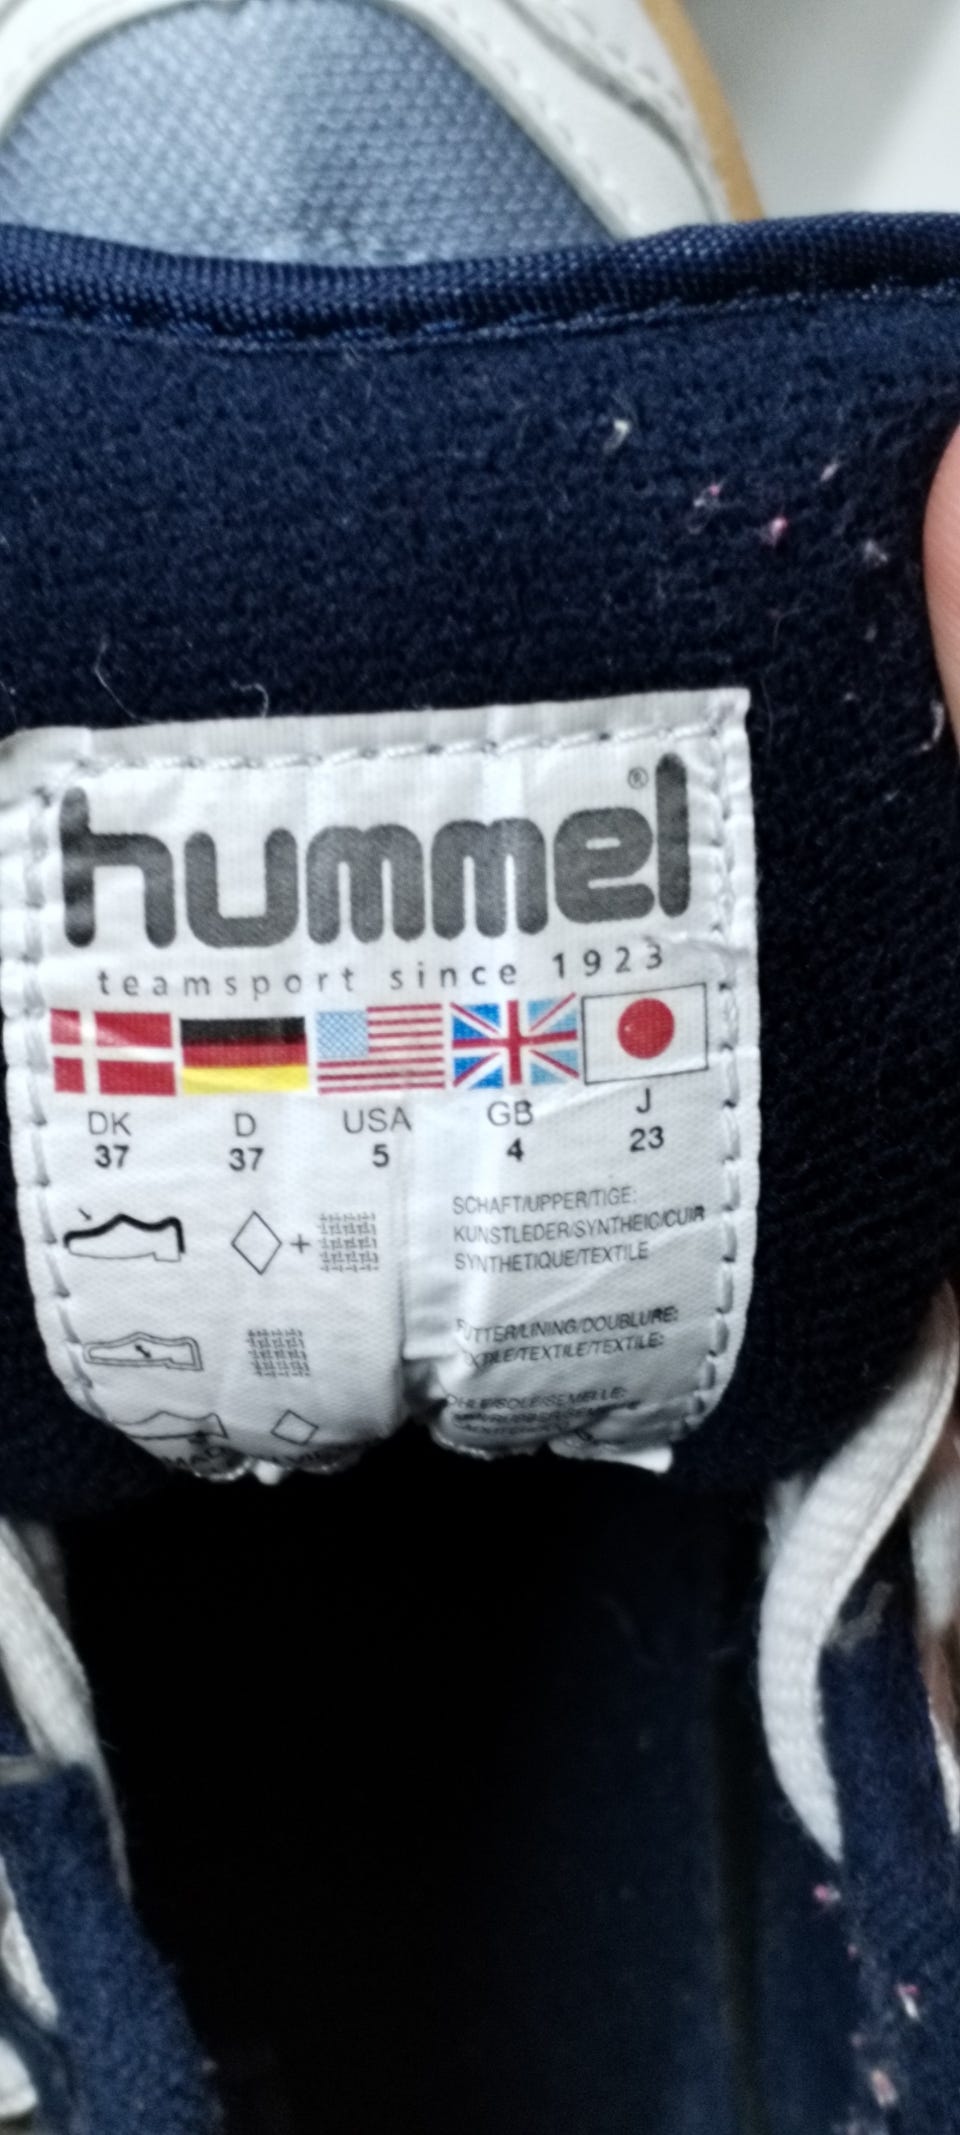 hummel®
teamsport since 1923
DK D USA GB J
37 37 5 4 23
SCHAFT/UPPER/TIGE:
KUNSTLEDER/SYNTHEIC/CUIR
SYNTHETIQUE/TEXTILE
FUTTER/LINING/DOUBLURE:
TEXTILE/TEXTILE/TEXTILE: